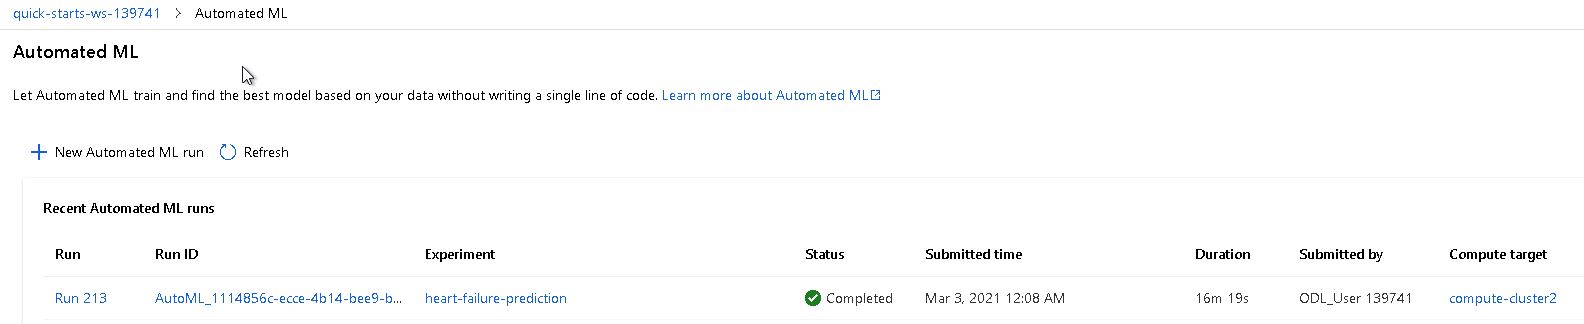 quick-starts-ws-139741 > Automated ML
Automated ML
Let Automated ML train and find the best model based on your data without writing a single line of code. Learn more about Automated ML
New Automated ML run Refresh
Recent Automated ML runs
Run Run ID Experiment Status Submitted time Duration Submitted by Compute target
Run 213 AutoML_1114856c-ecce-4b14-bee9-b... heart-failure-prediction Completed Mar 3, 2021 12:08 AM 16m 19s ODL_User 139741 compute-cluster2